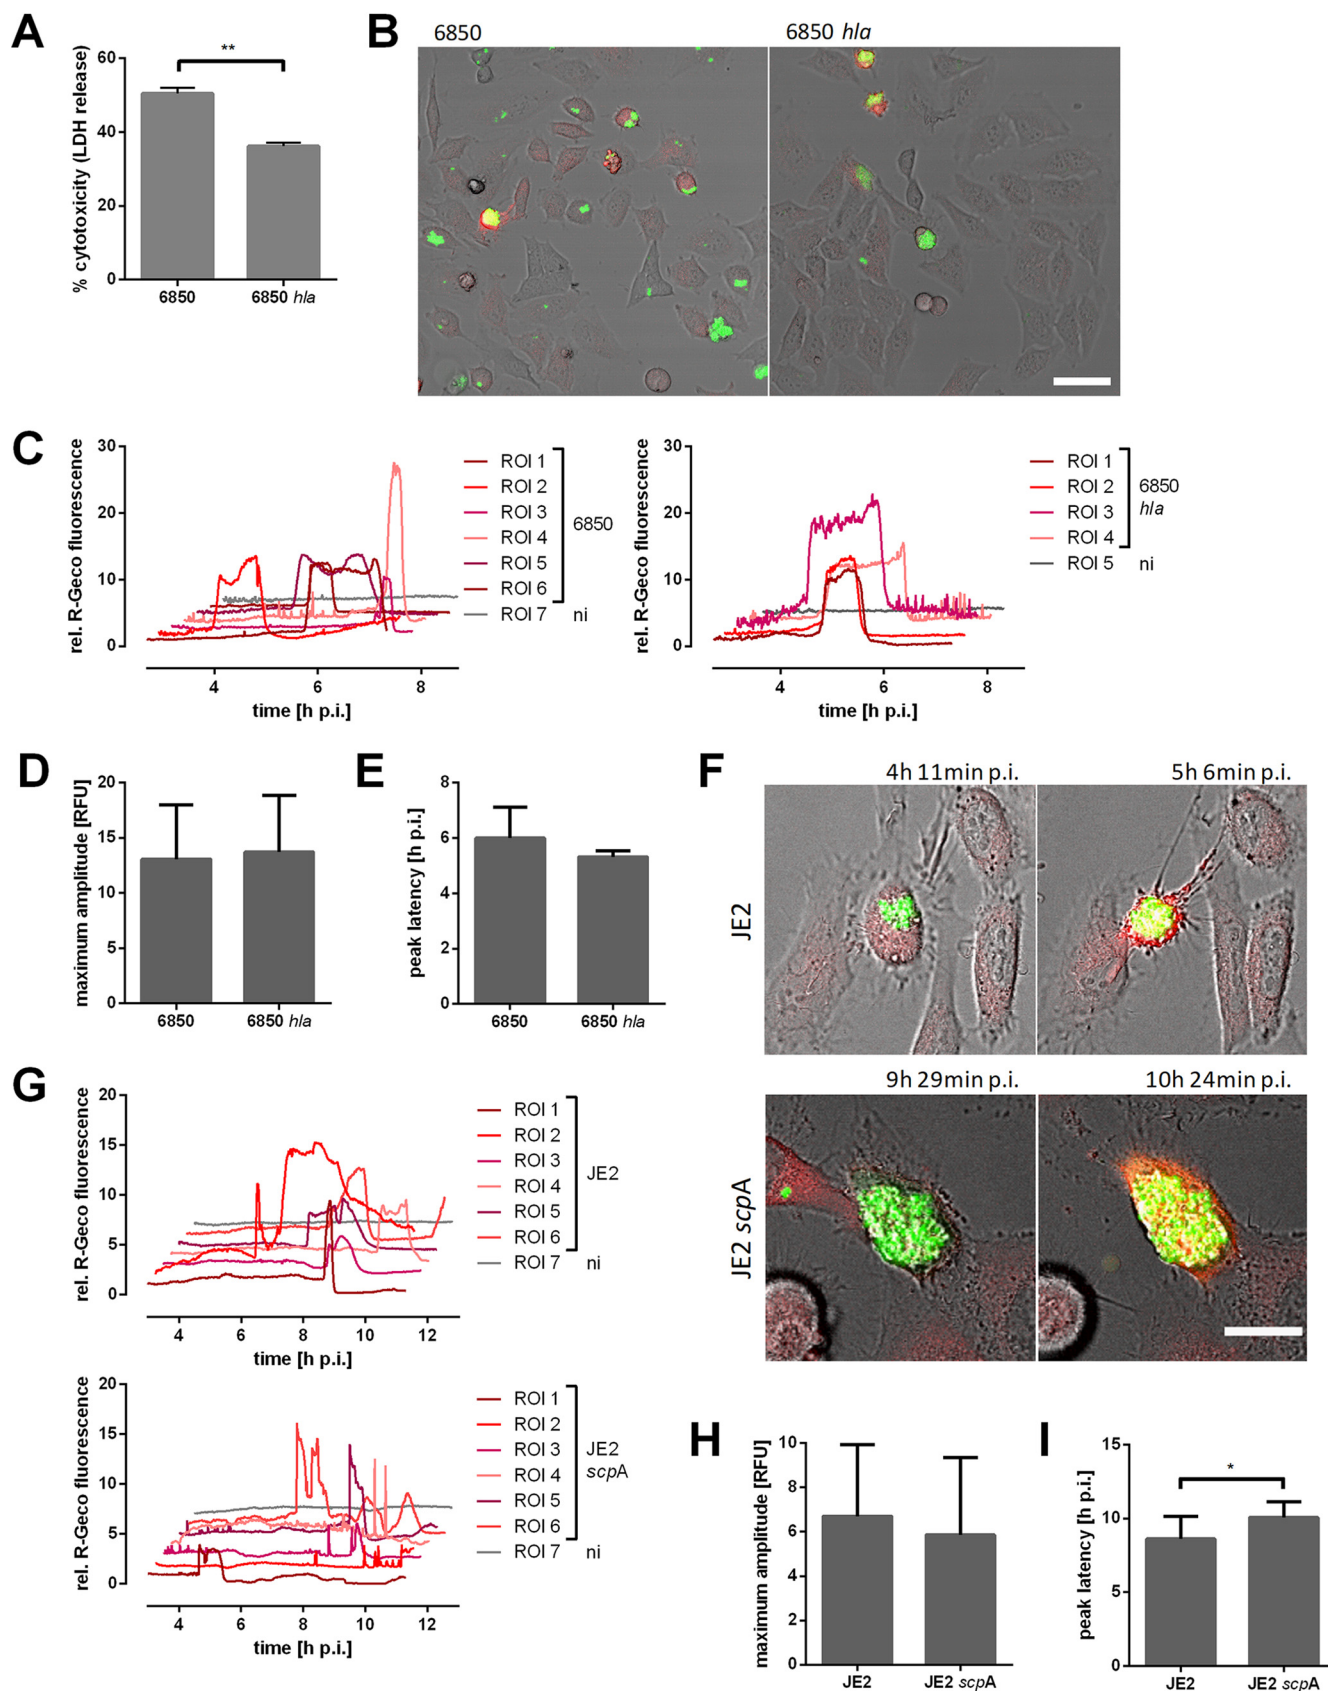 A
% cytotoxicity (LDH release)
60
40
20
0
**
6850
6850 hla
B
6850
6850 hla
C
rel. R-Geco fluorescence
30
20
10
0
4
6
8
time [h p.i.]
ROI 1
ROI 2
ROI 3
ROI 4
ROI 5
ROI 6
ROI 7
6850
ni
rel. R-Geco fluorescence
30
20
10
0
4
6
8
time [h p.i.]
ROI 1
ROI 2
ROI 3
ROI 4
ROI 5
6850
hla
ni
D
maximum amplitude [RFU]
20
15
10
5
0
6850
6850 hla
E
peak latency [h p.i.]
8
6
4
2
0
6850
6850 hla
F
4h 11min p.i.
5h 6min p.i.
JE2
9h 29min p.i.
10h 24min p.i.
JE2 scpA
G
rel. R-Geco fluorescence
20
15
10
5
0
4
6
8
10
12
time [h p.i.]
ROI 1
ROI 2
ROI 3
ROI 4
ROI 5
ROI 6
ROI 7
JE2
ni
rel. R-Geco fluorescence
20
15
10
5
0
4
6
8
10
12
time [h p.i.]
ROI 1
ROI 2
ROI 3
ROI 4
ROI 5
ROI 6
ROI 7
JE2
scpA
ni
H
maximum amplitude [RFU]
10
8
6
4
2
0
JE2
JE2 scpA
I
peak latency [h p.i.]
15
10
5
0
*
JE2
JE2 scpA